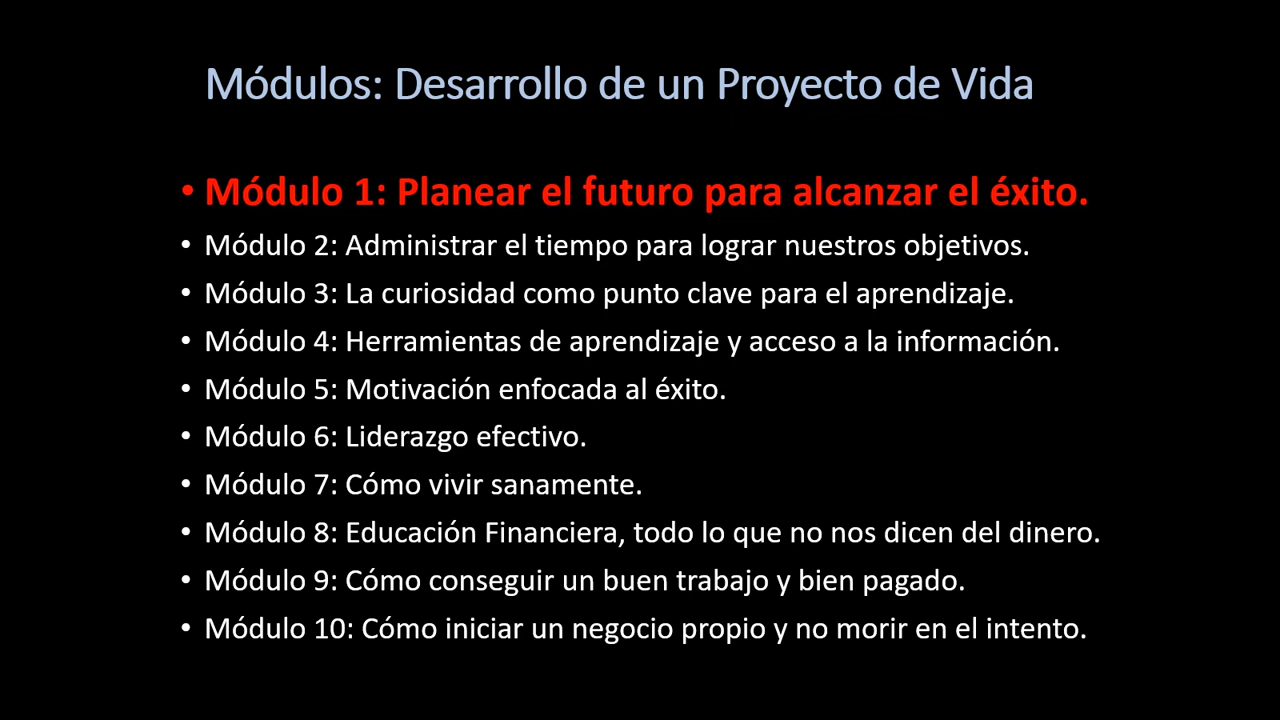 Módulos: Desarrollo de un Proyecto de Vida
• Módulo 1: Planear el futuro para alcanzar el éxito.
• Módulo 2: Administrar el tiempo para lograr nuestros objetivos.
• Módulo 3: La curiosidad como punto clave para el aprendizaje.
• Módulo 4: Herramientas de aprendizaje y acceso a la información.
• Módulo 5: Motivación enfocada al éxito.
• Módulo 6: Liderazgo efectivo.
• Módulo 7: Cómo vivir sanamente.
• Módulo 8: Educación Financiera, todo lo que no nos dicen del dinero.
• Módulo 9: Cómo conseguir un buen trabajo y bien pagado.
• Módulo 10: Cómo iniciar un negocio propio y no morir en el intento.